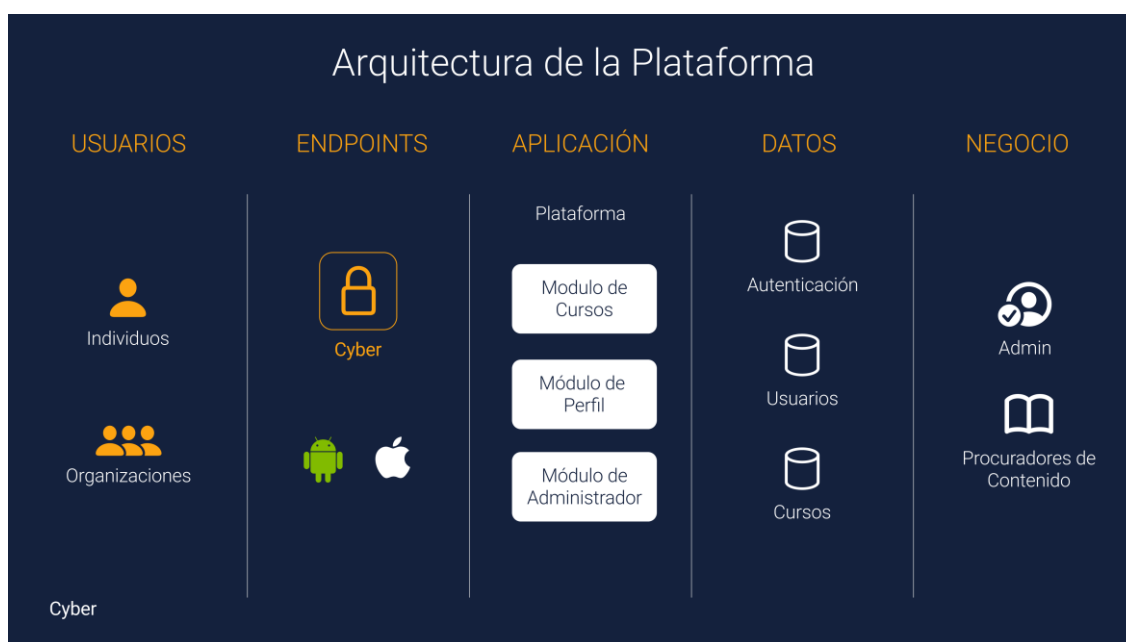 Arquitectura de la Plataforma
USUARIOS
ENDPOINTS
APLICACIÓN
DATOS
NEGOCIO
Individuos
Organizaciones
Cyber
Plataforma
Modulo de
Cursos
Módulo de
Perfil
Módulo de
Administrador
Autenticación
Usuarios
Cursos
Admin
Procuradores de
Contenido
Cyber